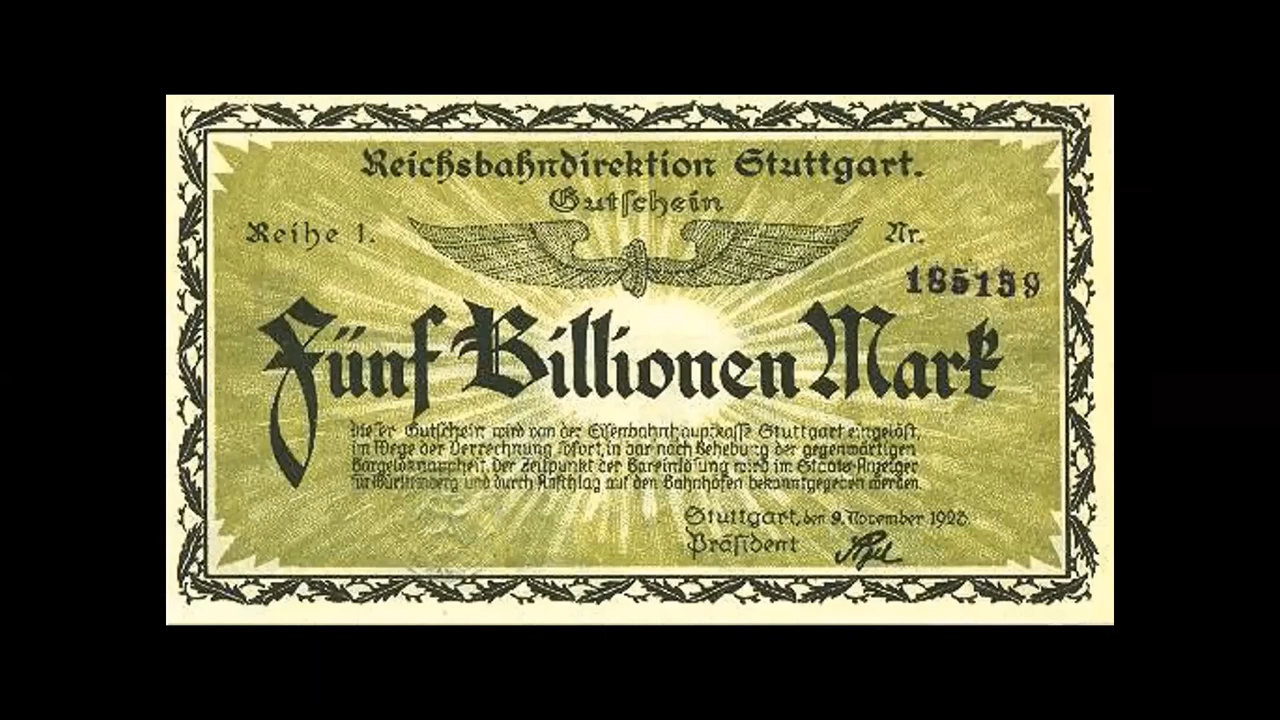 Reichsbahndirektion Stuttgart.
Gutschein
Reihe 1.
Nr.
185159
Fünf Billionen Mark
Dieser Gutschein wird von der Eisenbahnhauptkasse Stuttgart eingelöst,
im Wege der Verrechnung sofort, in bar nach Behebung der gegenwärtigen
Bargeldknappheit. Der Zeitpunkt der Bareinlösung wird im Staats-Anzeiger
für Württemberg und durch Anschlag auf den Bahnhöfen bekanntgegeben werden.
Stuttgart, den 9. November 1923.
Präsident